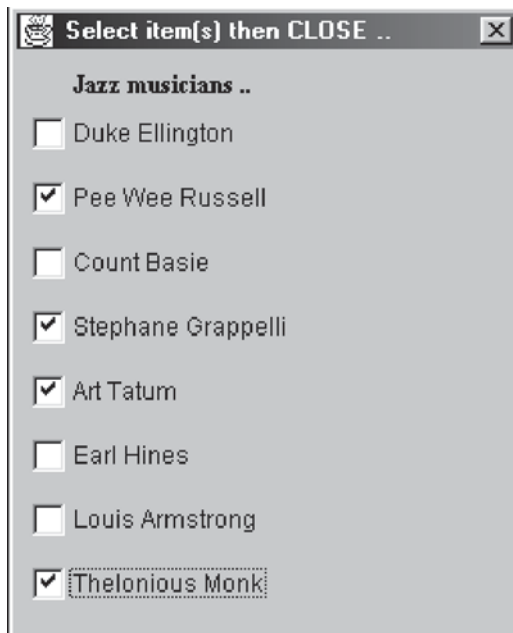 Select item(s) then CLOSE ..
Jazz musicians ..
Duke Ellington
Pee Wee Russell
Count Basie
Stephane Grappelli
Art Tatum
Earl Hines
Louis Armstrong
Thelonious Monk